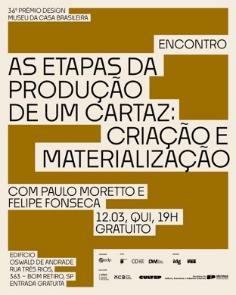 36º PRÊMIO DESIGN
MUSEU DA CASA BRASILEIRA
ENCONTRO
AS ETAPAS DA
PRODUÇÃO
DE UM CARTAZ:
CRIAÇÃO E
MATERIALIZAÇÃO
COM PAULO MORETTO E
FELIPE FONSECA
12.03, QUI, 19H
GRATUITO
EDIFÍCIO
OSWALD DE ANDRADE
RUA TRÊS RIOS,
363 – BOM RETIRO, SP
ENTRADA GRATUITA
CULTSP